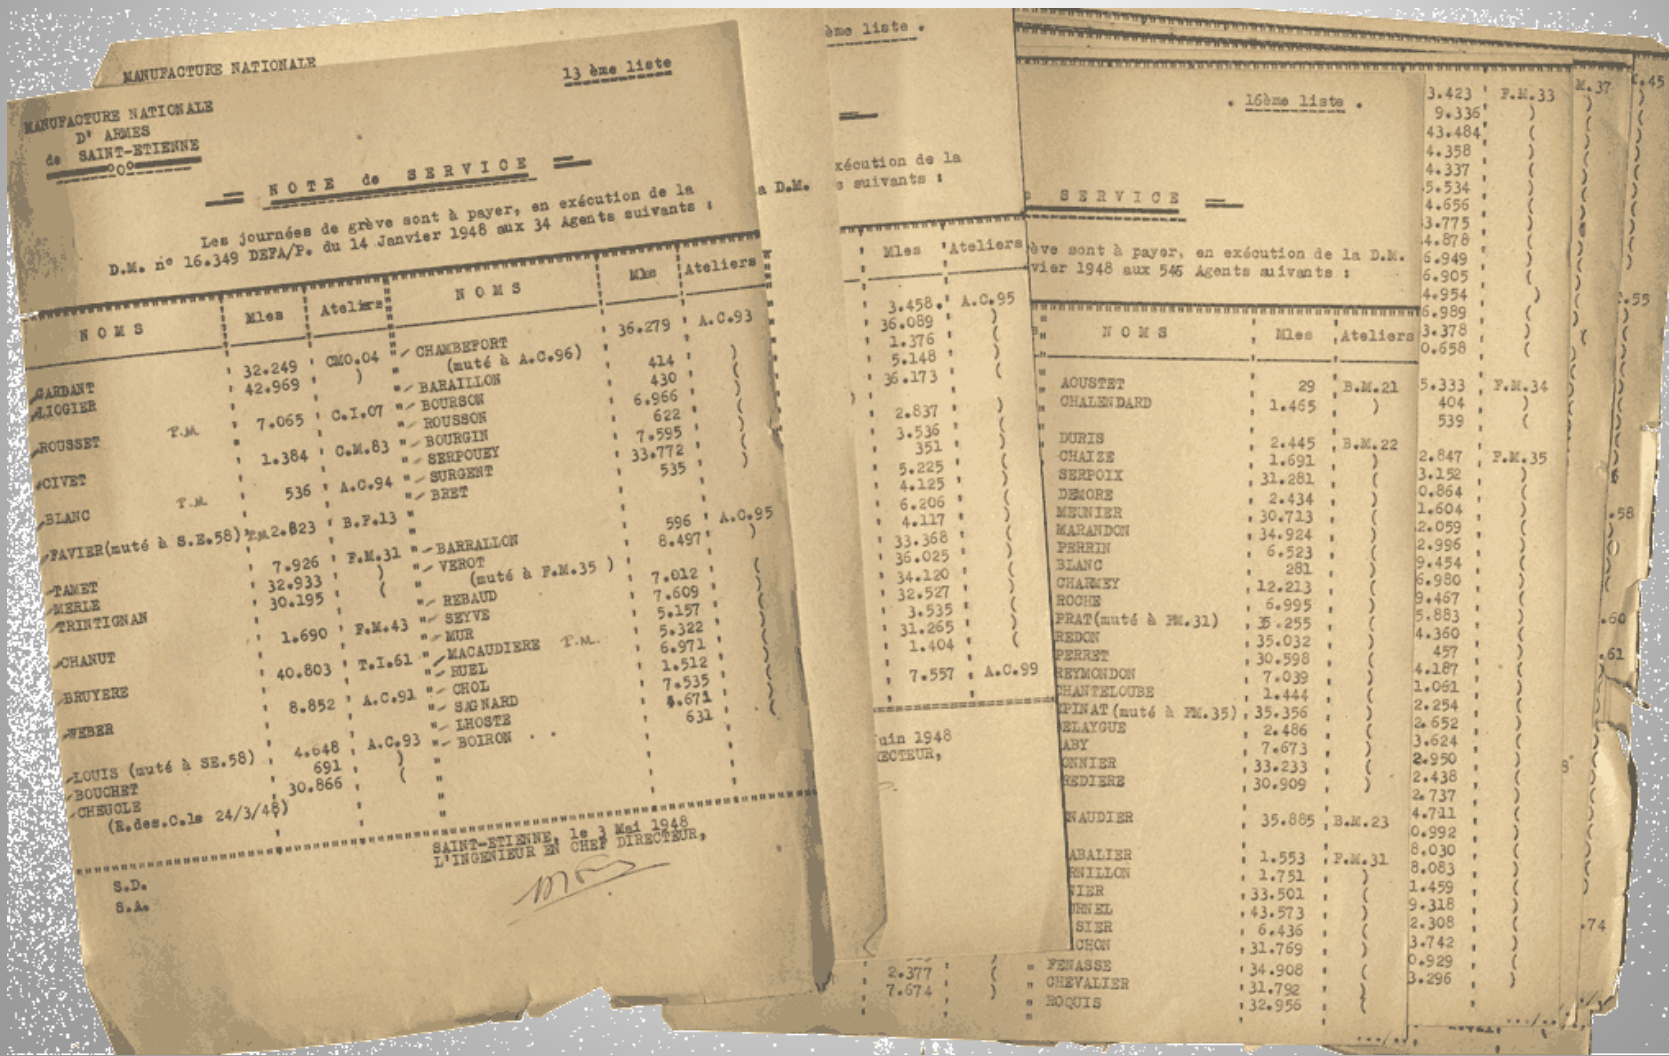 MANUFACTURE NATIONALE
13 ème liste
MANUFACTURE NATIONALE
D' ARMES
de SAINT-ETIENNE
NOTE de SERVICE
Les journées de grève sont à payer, en exécution de la
D.M. n° 16.349 DEFA/P. du 14 Janvier 1948 aux 34 Agents suivants :
NOMS Mles Ateliers NOMS Mles Ateliers
GARDANT 32.249 CMO.04
LIOGIER 42.969 )
ROUSSET T.M. 7.065 C.I.07
CIVET 1.384 C.M.83
BLANC T.M. 536 A.C.94
FAVIER(muté à S.E.58) T.M. 2.823 B.F.13
TAMET 7.926 F.M.31
MERLE 32.933 )
TRINTIGNAN 30.195 (
CHANUT 1.690 F.M.43
BRUYERE 40.803 T.I.61
WEBER 8.852 A.C.91
LOUIS (muté à SE.58) 4.648 A.C.93
BOUCHET 691 )
CHEUCLE 30.866 (
(R.des.C.le 24/3/48)
CHAMBEFORT 36.279 A.C.93
(muté à A.C.96)
BARAILLON 414
BOURSON 430
ROUSSON 6.966
BOURGIN 622
SERPOUEY 7.595
SURGENT 33.772
BRET 535
BARRALLON 596 A.C.95
VEROT 8.497
(muté à F.M.35 )
REBAUD 7.012
SEYVE 7.609
MUR 5.157
MACAUDIERE T.M. 5.322
HUEL 6.971
CHOL 1.512
SAGNARD 7.535
LHOSTE 4.671
BOIRON . . 631
SAINT-ETIENNE, le 3 Mai 1948
L'INGENIEUR EN CHEF DIRECTEUR,
S.D.
S.A.
ème liste .
a D.M.
xécution de la
s suivants :
Mles Ateliers
3.458. A.C.95
36.089
1.376
5.148
36.173
2.837
3.536
351
5.225
4.125
6.206
4.117
33.368
36.025
34.120
32.527
3.535
31.265
1.404
7.557 A.C.99
uin 1948
ECTEUR,
2.377
7.674
. 16ème liste .
SERVICE
ève sont à payer, en exécution de la D.M.
vier 1948 aux 545 Agents suivants :
NOMS Mles Ateliers
AOUSTET 29 B.M.21
CHALENDARD 1.465 )
DURIS 2.445 B.M.22
CHAIZE 1.691
SERPOIX 31.281
DEMORE 2.434
MEUNIER 30.713
MARANDON 34.924
PERRIN 6.523
BLANC 281
CHARMEY 12.213
ROCHE 6.995
PRAT(muté à FM.31) 35.255
REDON 35.032
PERRET 30.598
REYMONDON 7.039
CHANTELOUBE 1.444
PINAT(muté à FM.35) 35.356
ELAYGUE 2.486
ABY 7.673
ONNIER 33.233
REDIERE 30.909
NAUDIER 35.885 B.M.23
ABALIER 1.553 F.M.31
RNILLON 1.751
NIER 33.501
URNEL 43.573
SIER 6.436
CHON 31.769
FENASSE 34.908
CHEVALIER 31.792
ROQUIS 32.956
3.423 F.M.33
9.336
43.484
4.358
4.337
5.534
4.656
3.775
4.878
6.949
6.905
4.954
6.989
3.378
0.658
5.333 F.M.34
404
539
2.847 F.M.35
3.152
0.864
1.604
2.059
2.996
9.454
6.980
9.467
5.883
4.360
457
4.187
1.061
2.254
2.652
3.624
2.950
2.438
2.737
4.711
0.992
8.030
8.083
1.459
9.318
2.308
3.742
0.929
3.296
M.37
.45
.55
.58
.60
.61
.74